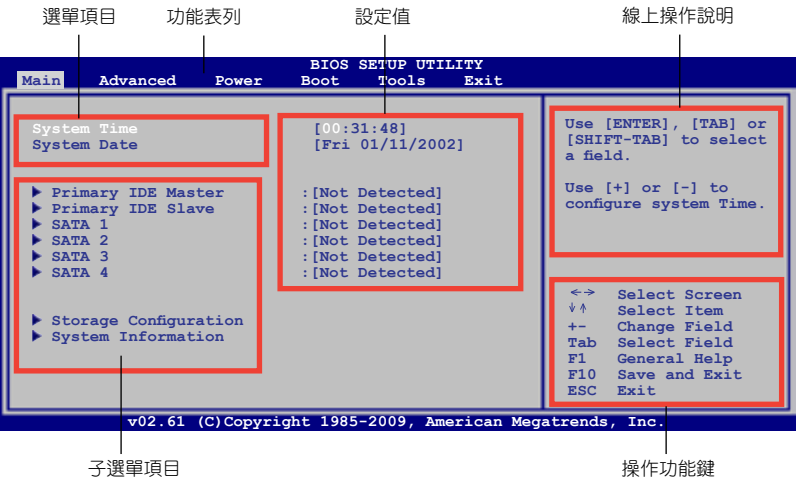 選單項目 功能表列 設定值 線上操作說明
BIOS SETUP UTILITY
Main Advanced Power Boot Tools Exit
System Time [00:31:48]
System Date [Fri 01/11/2002]
Primary IDE Master :[Not Detected]
Primary IDE Slave :[Not Detected]
SATA 1 :[Not Detected]
SATA 2 :[Not Detected]
SATA 3 :[Not Detected]
SATA 4 :[Not Detected]
Storage Configuration
System Information
Use [ENTER], [TAB] or
[SHIFT-TAB] to select
a field.
Use [+] or [-] to
configure system Time.
←→ Select Screen
↓↑ Select Item
+- Change Field
Tab Select Field
F1 General Help
F10 Save and Exit
ESC Exit
v02.61 (C)Copyright 1985-2009, American Megatrends, Inc.
子選單項目 操作功能鍵